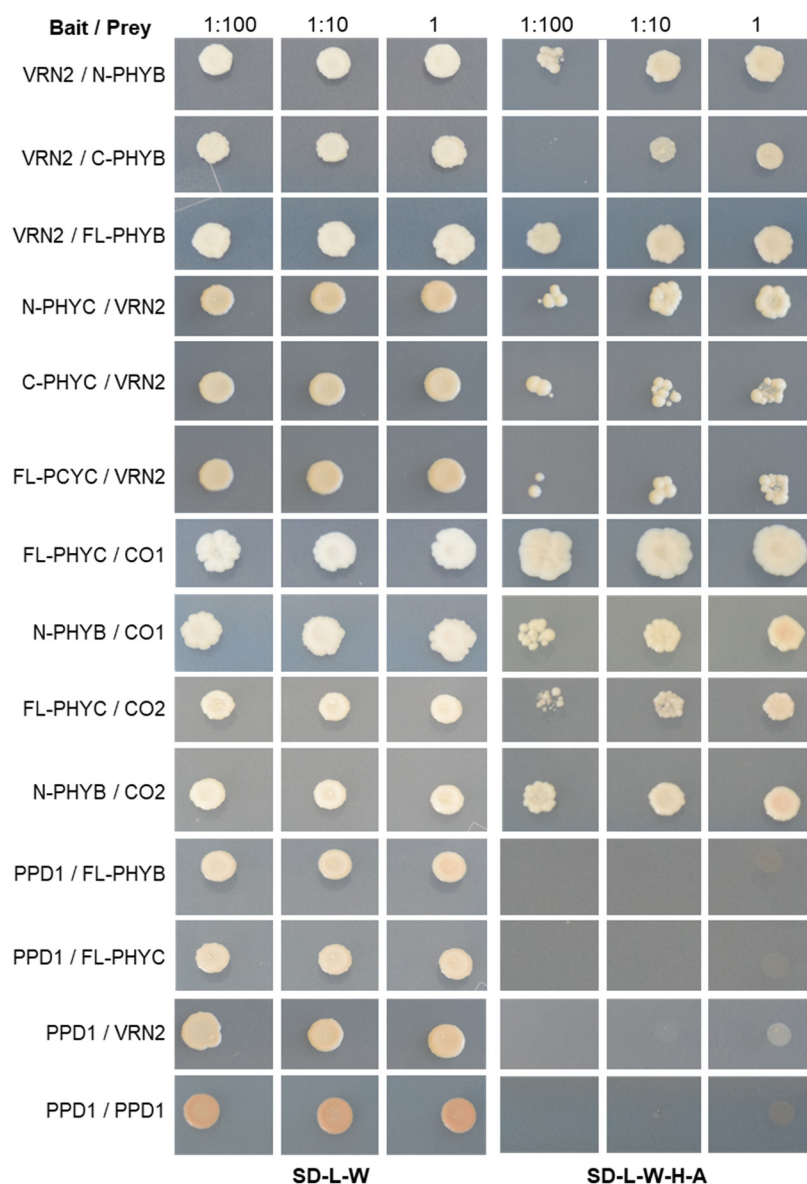 Bait / Prey 1:100 1:10 1 1:100 1:10 1
VRN2 / N-PHYB
VRN2 / C-PHYB
VRN2 / FL-PHYB
N-PHYC / VRN2
C-PHYC / VRN2
FL-PCYC / VRN2
FL-PHYC / CO1
N-PHYB / CO1
FL-PHYC / CO2
N-PHYB / CO2
PPD1 / FL-PHYB
PPD1 / FL-PHYC
PPD1 / VRN2
PPD1 / PPD1
SD-L-W SD-L-W-H-A